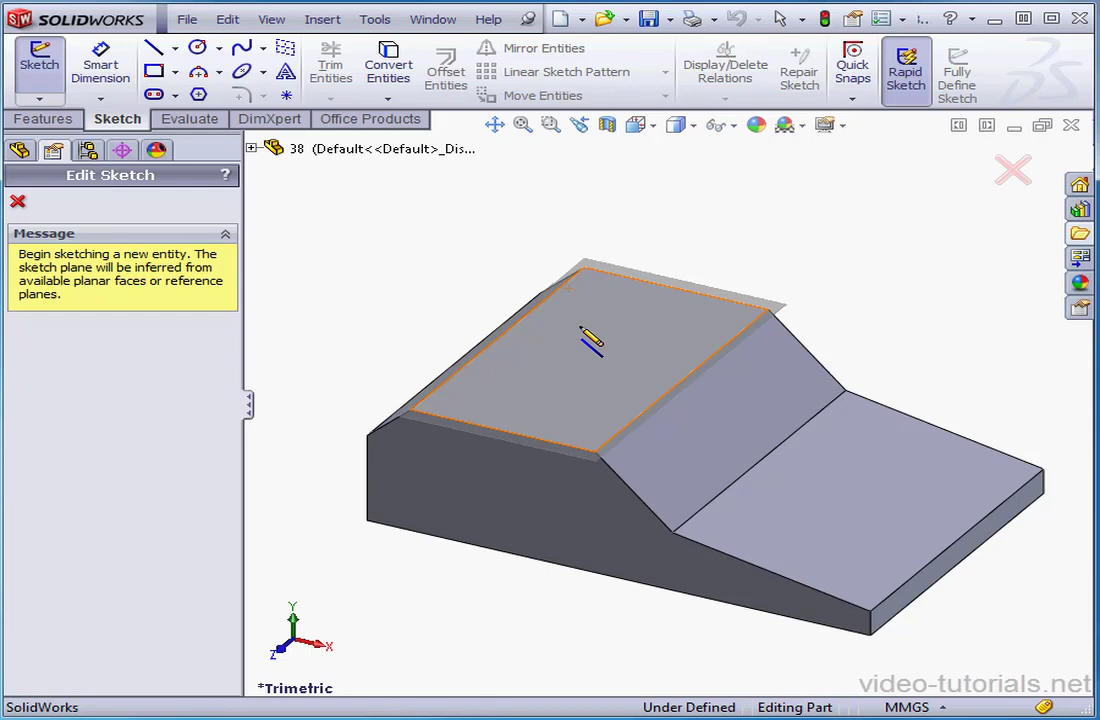 SOLIDWORKS
File Edit View Insert Tools Window Help
Sketch
Smart Dimension
Trim Entities
Convert Entities
Offset Entities
Mirror Entities
Linear Sketch Pattern
Move Entities
Display/Delete Relations
Repair Sketch
Quick Snaps
Rapid Sketch
Fully Define Sketch
Features Sketch Evaluate DimXpert Office Products
38 (Default<<Default>_Dis...
Edit Sketch ?
Message
Begin sketching a new entity. The
sketch plane will be inferred from
available planar faces or reference
planes.
Y
X
Z
*Trimetric
video-tutorials.net
SolidWorks Under Defined Editing Part MMGS